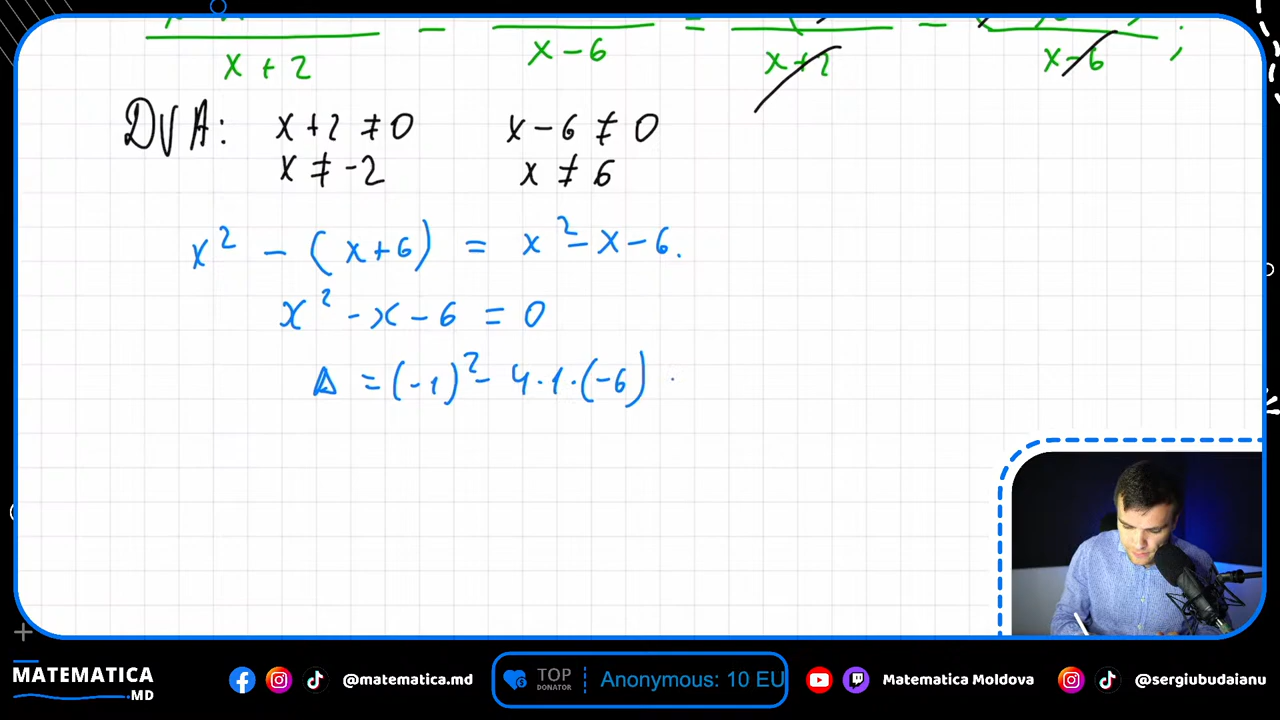 x + 2 - x - 6 = x + 2 - x - 6 ;
DVA: x + 2 ≠ 0 x - 6 ≠ 0
x ≠ -2 x ≠ 6
x² - (x + 6) = x² - x - 6.
x² - x - 6 = 0
Δ = (-1)² - 4·1·(-6)
MATEMATICA
.MD
@matematica.md
TOP
DONATOR
Anonymous: 10 EU
Matematica Moldova
@sergiubudaianu